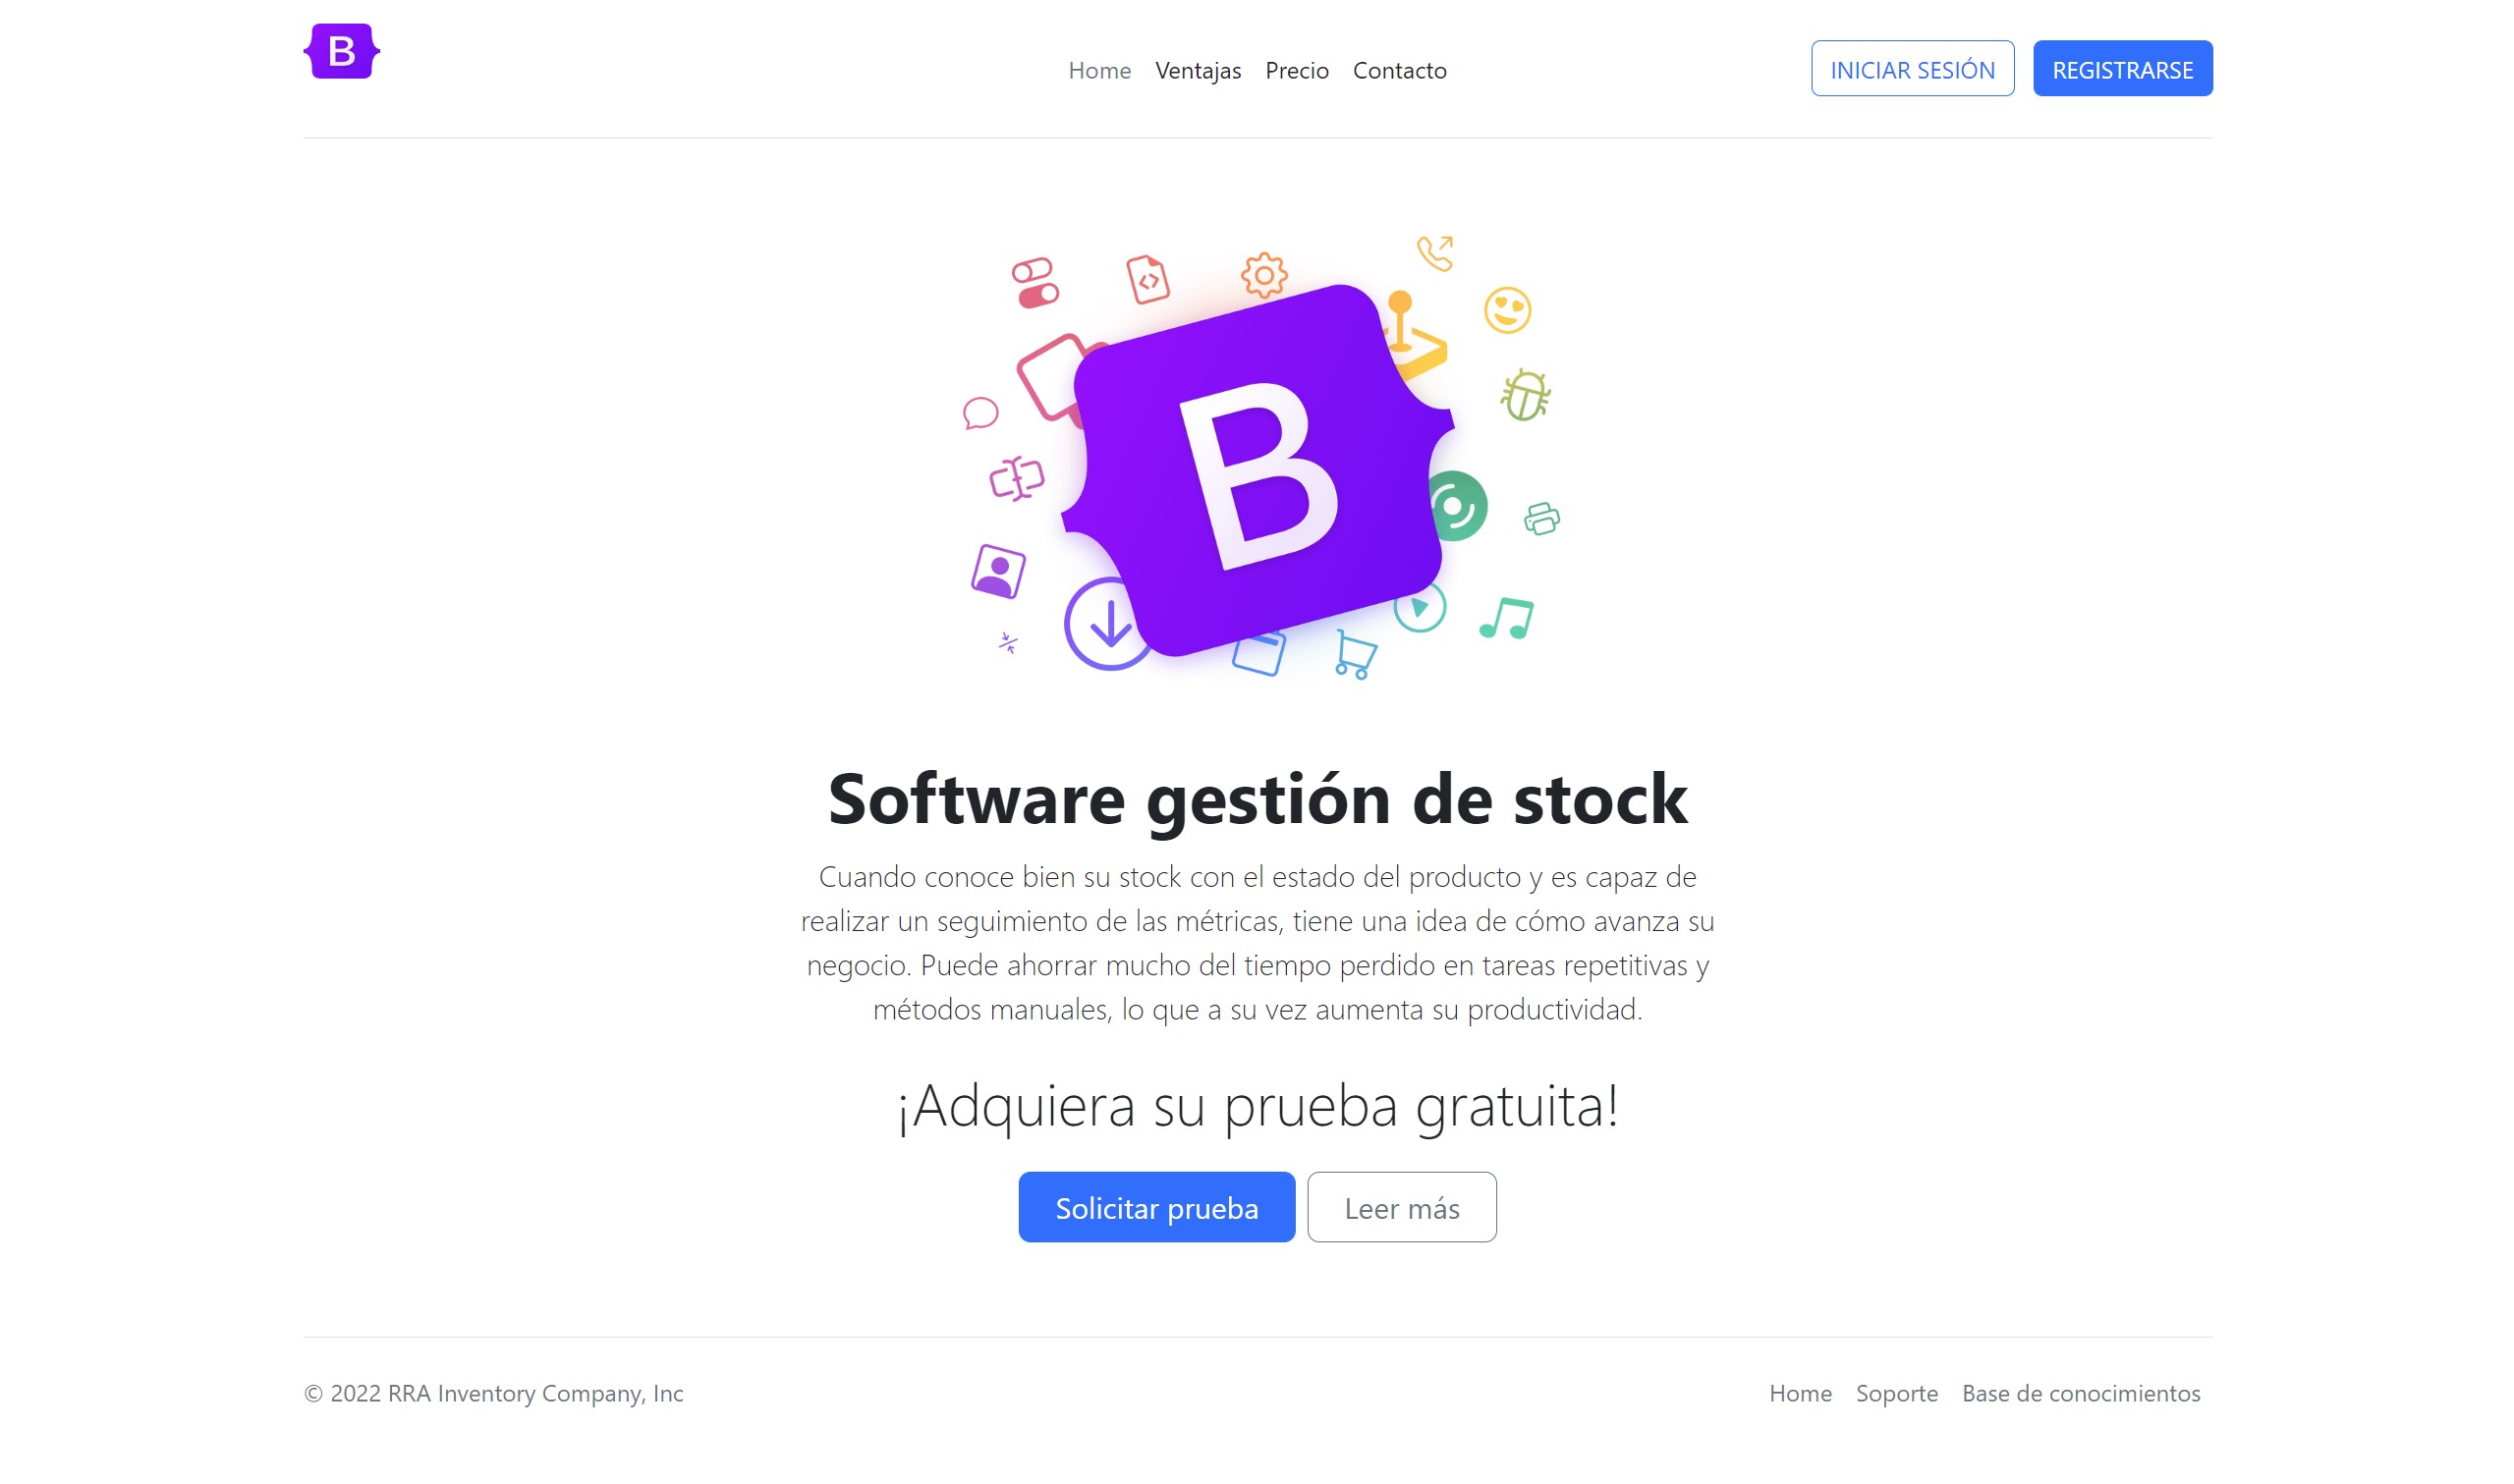 B
Home Ventajas Precio Contacto
INICIAR SESIÓN REGISTRARSE
B
Software gestión de stock
Cuando conoce bien su stock con el estado del producto y es capaz de
realizar un seguimiento de las métricas, tiene una idea de cómo avanza su
negocio. Puede ahorrar mucho del tiempo perdido en tareas repetitivas y
métodos manuales, lo que a su vez aumenta su productividad.
¡Adquiera su prueba gratuita!
Solicitar prueba Leer más
© 2022 RRA Inventory Company, Inc
Home Soporte Base de conocimientos